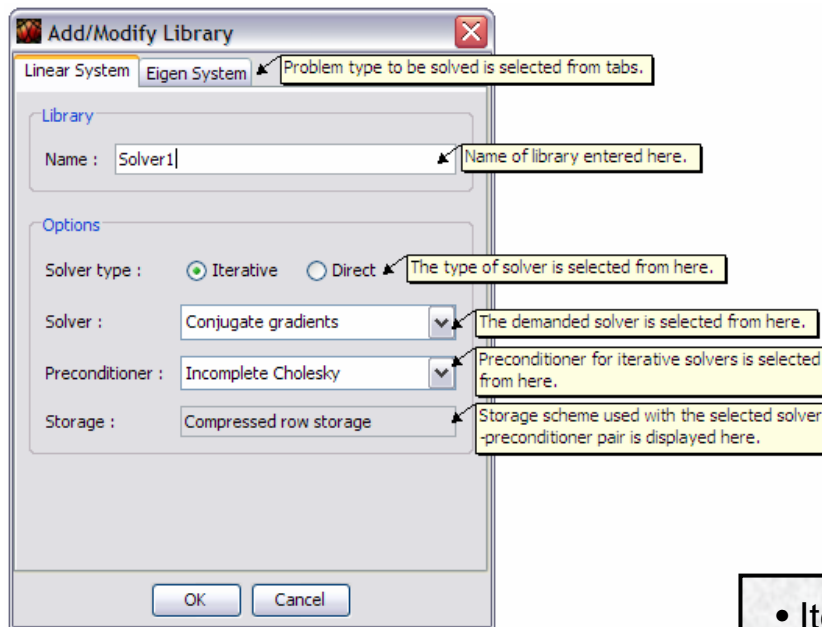 Add/Modify Library
Linear System Eigen System Problem type to be solved is selected from tabs.
Library
Name : Solver1 Name of library entered here.
Options
Solver type : Iterative Direct The type of solver is selected from here.
Solver : Conjugate gradients The demanded solver is selected from here.
Preconditioner : Incomplete Cholesky Preconditioner for iterative solvers is selected
from here.
Storage : Compressed row storage Storage scheme used with the selected solver
-preconditioner pair is displayed here.
OK Cancel